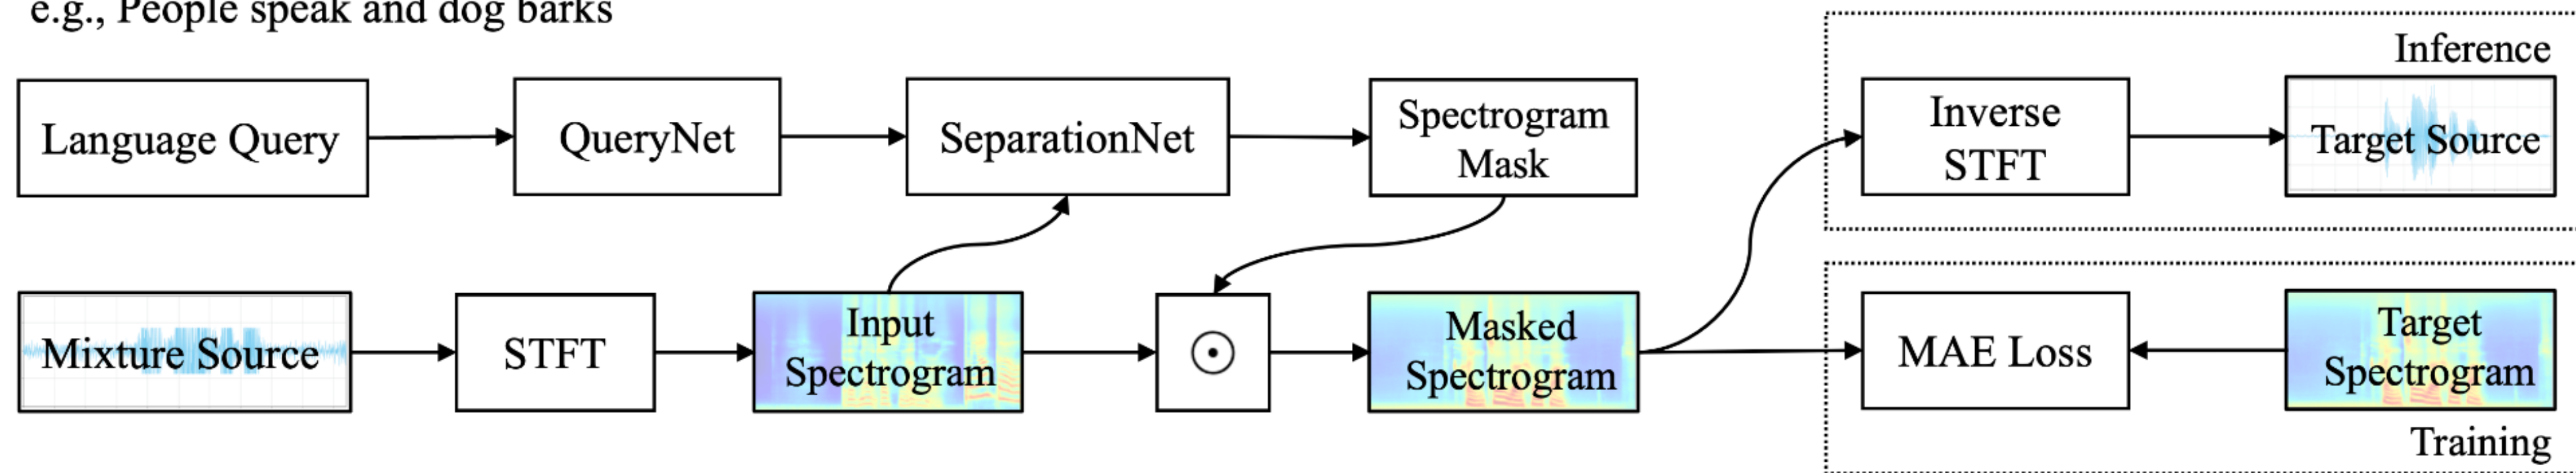 e.g., People speak and dog barks
Inference
Language Query
QueryNet
SeparationNet
Spectrogram
Mask
Inverse
STFT
Target Source
Mixture Source
STFT
Input
Spectrogram
Masked
Spectrogram
MAE Loss
Target
Spectrogram
Training